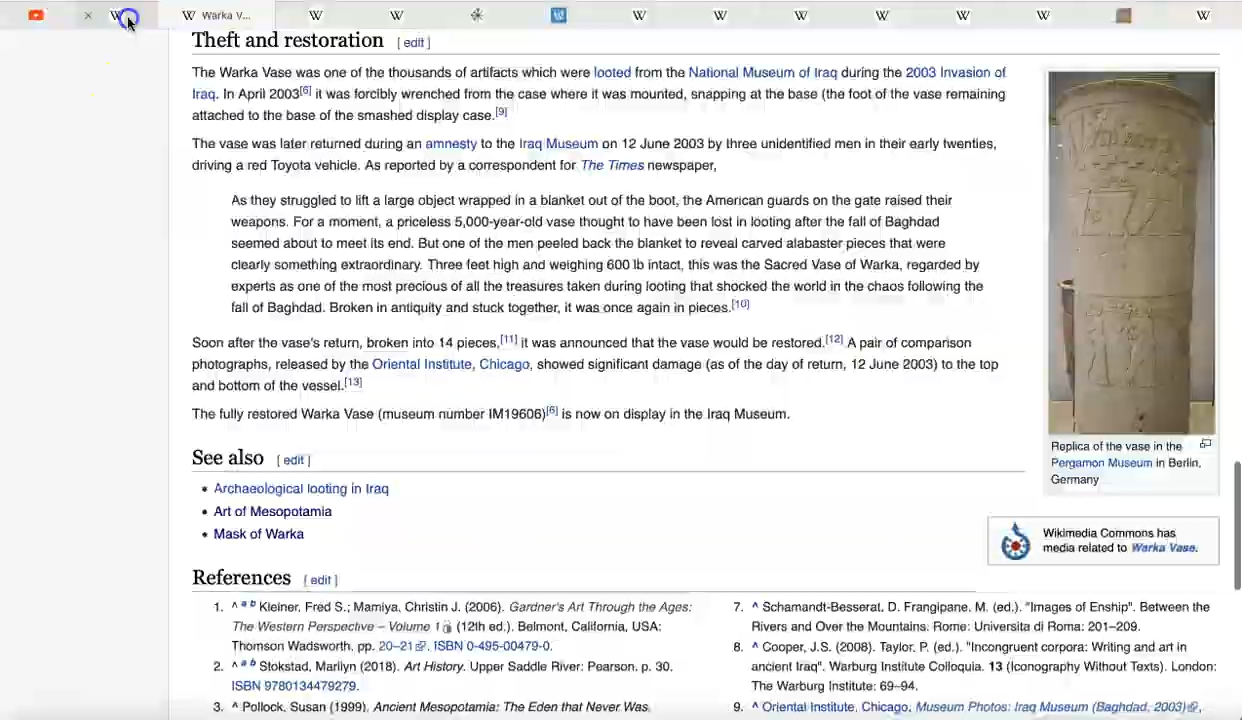 Warka V...
Theft and restoration [ edit ]
The Warka Vase was one of the thousands of artifacts which were looted from the National Museum of Iraq during the 2003 Invasion of
Iraq. In April 2003[6] it was forcibly wrenched from the case where it was mounted, snapping at the base (the foot of the vase remaining
attached to the base of the smashed display case.[9]
The vase was later returned during an amnesty to the Iraq Museum on 12 June 2003 by three unidentified men in their early twenties,
driving a red Toyota vehicle. As reported by a correspondent for The Times newspaper,
As they struggled to lift a large object wrapped in a blanket out of the boot, the American guards on the gate raised their
weapons. For a moment, a priceless 5,000-year-old vase thought to have been lost in looting after the fall of Baghdad
seemed about to meet its end. But one of the men peeled back the blanket to reveal carved alabaster pieces that were
clearly something extraordinary. Three feet high and weighing 600 lb intact, this was the Sacred Vase of Warka, regarded by
experts as one of the most precious of all the treasures taken during looting that shocked the world in the chaos following the
fall of Baghdad. Broken in antiquity and stuck together, it was once again in pieces.[10]
Soon after the vase's return, broken into 14 pieces,[11] it was announced that the vase would be restored.[12] A pair of comparison
photographs, released by the Oriental Institute, Chicago, showed significant damage (as of the day of return, 12 June 2003) to the top
and bottom of the vessel.[13]
The fully restored Warka Vase (museum number IM19606)[6] is now on display in the Iraq Museum.
Replica of the vase in the
Pergamon Museum in Berlin,
Germany
See also [ edit ]
• Archaeological looting in Iraq
• Art of Mesopotamia
• Mask of Warka
Wikimedia Commons has
media related to Warka Vase.
References [ edit ]
1. ^ a b Kleiner, Fred S.; Mamiya, Christin J. (2006). Gardner's Art Through the Ages:
The Western Perspective – Volume 1 (12th ed.). Belmont, California, USA:
Thomson Wadsworth. pp. 20–21. ISBN 0-495-00479-0.
2. ^ a b Stokstad, Marilyn (2018). Art History. Upper Saddle River: Pearson. p. 30.
ISBN 9780134479279.
3. ^ Pollock, Susan (1999). Ancient Mesopotamia: The Eden that Never Was.
7. ^ Schamandt-Besserat, D. Frangipane, M. (ed.). "Images of Enship". Between the
Rivers and Over the Mountains. Rome: Universita di Roma: 201–209.
8. ^ Cooper, J.S. (2008). Taylor, P. (ed.). "Incongruent corpora: Writing and art in
ancient Iraq". Warburg Institute Colloquia. 13 (Iconography Without Texts). London:
The Warburg Institute: 69–94.
9. ^ Oriental Institute, Chicago, Museum Photos: Iraq Museum (Baghdad, 2003),